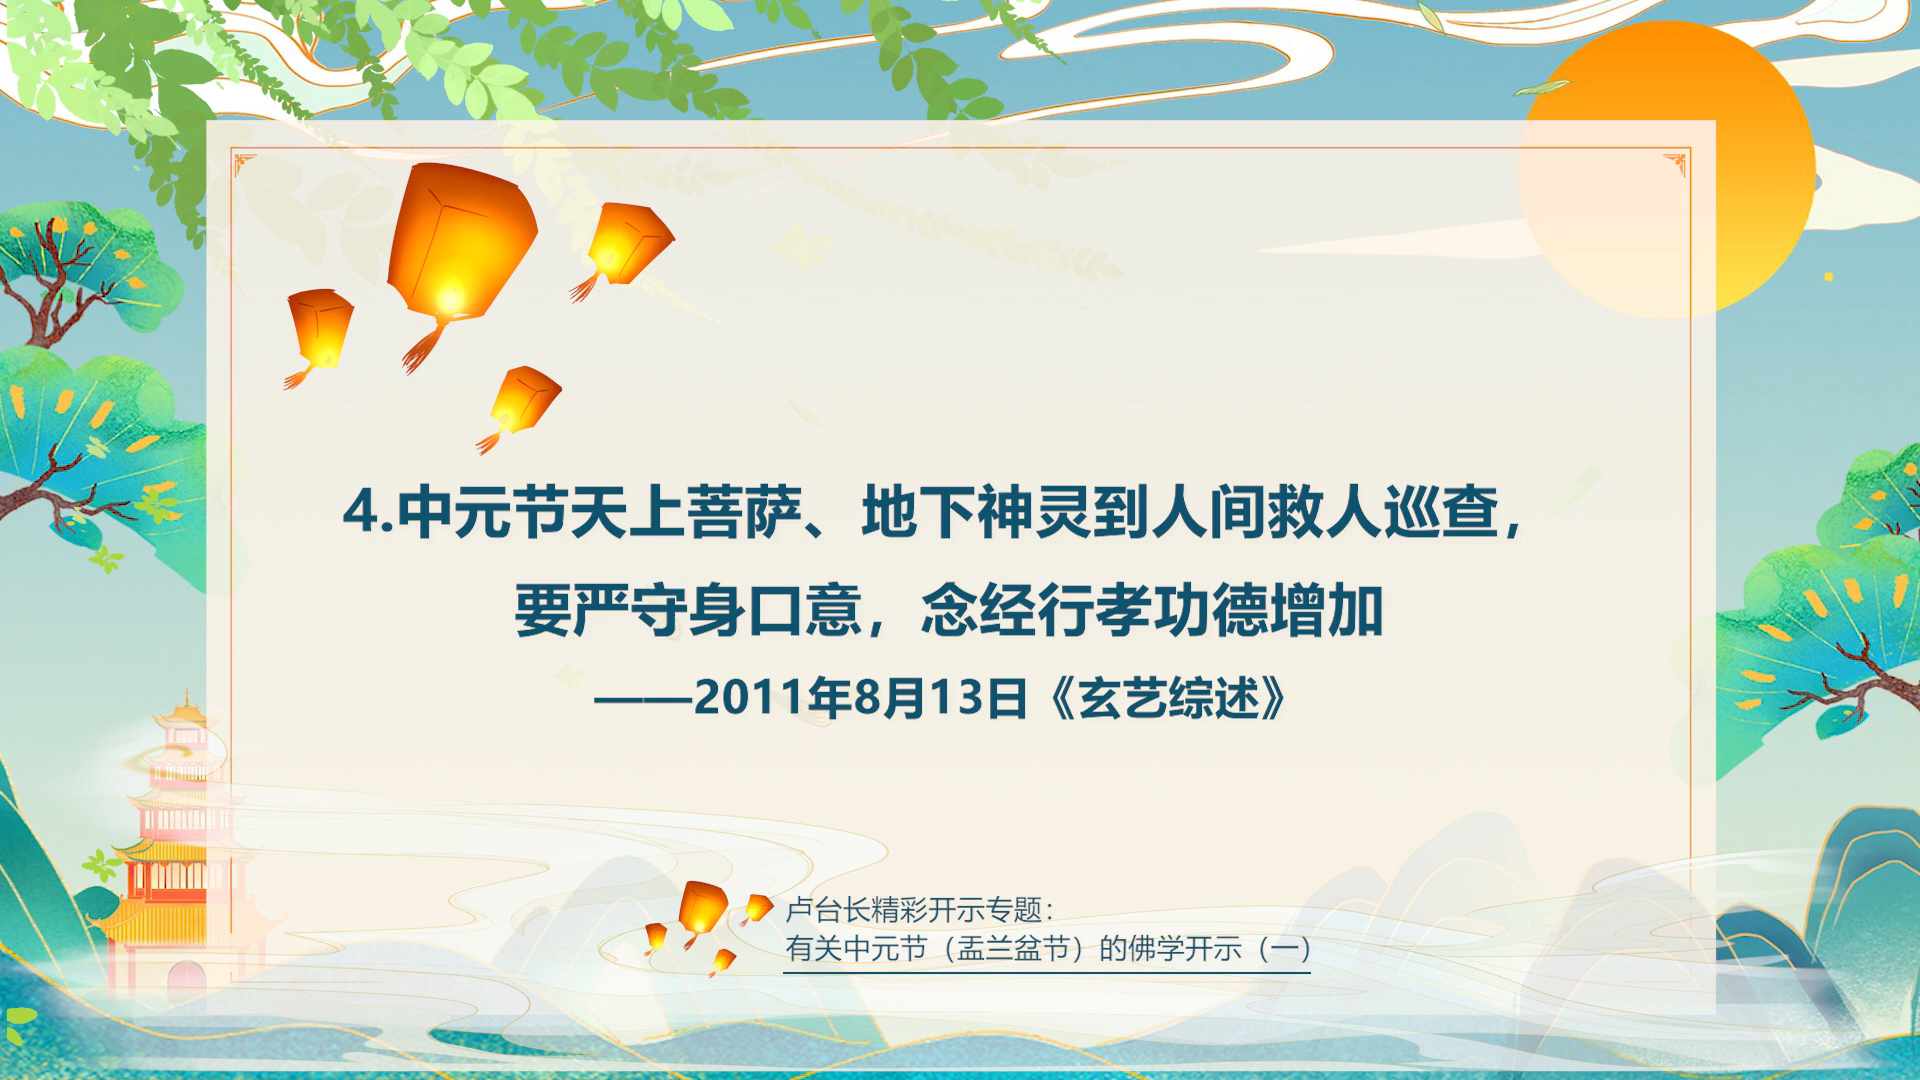 4.中元节天上菩萨、地下神灵到人间救人巡查，
要严守身口意，念经行孝功德增加
——2011年8月13日《玄艺综述》
卢台长精彩开示专题：
有关中元节（盂兰盆节）的佛学开示（一）